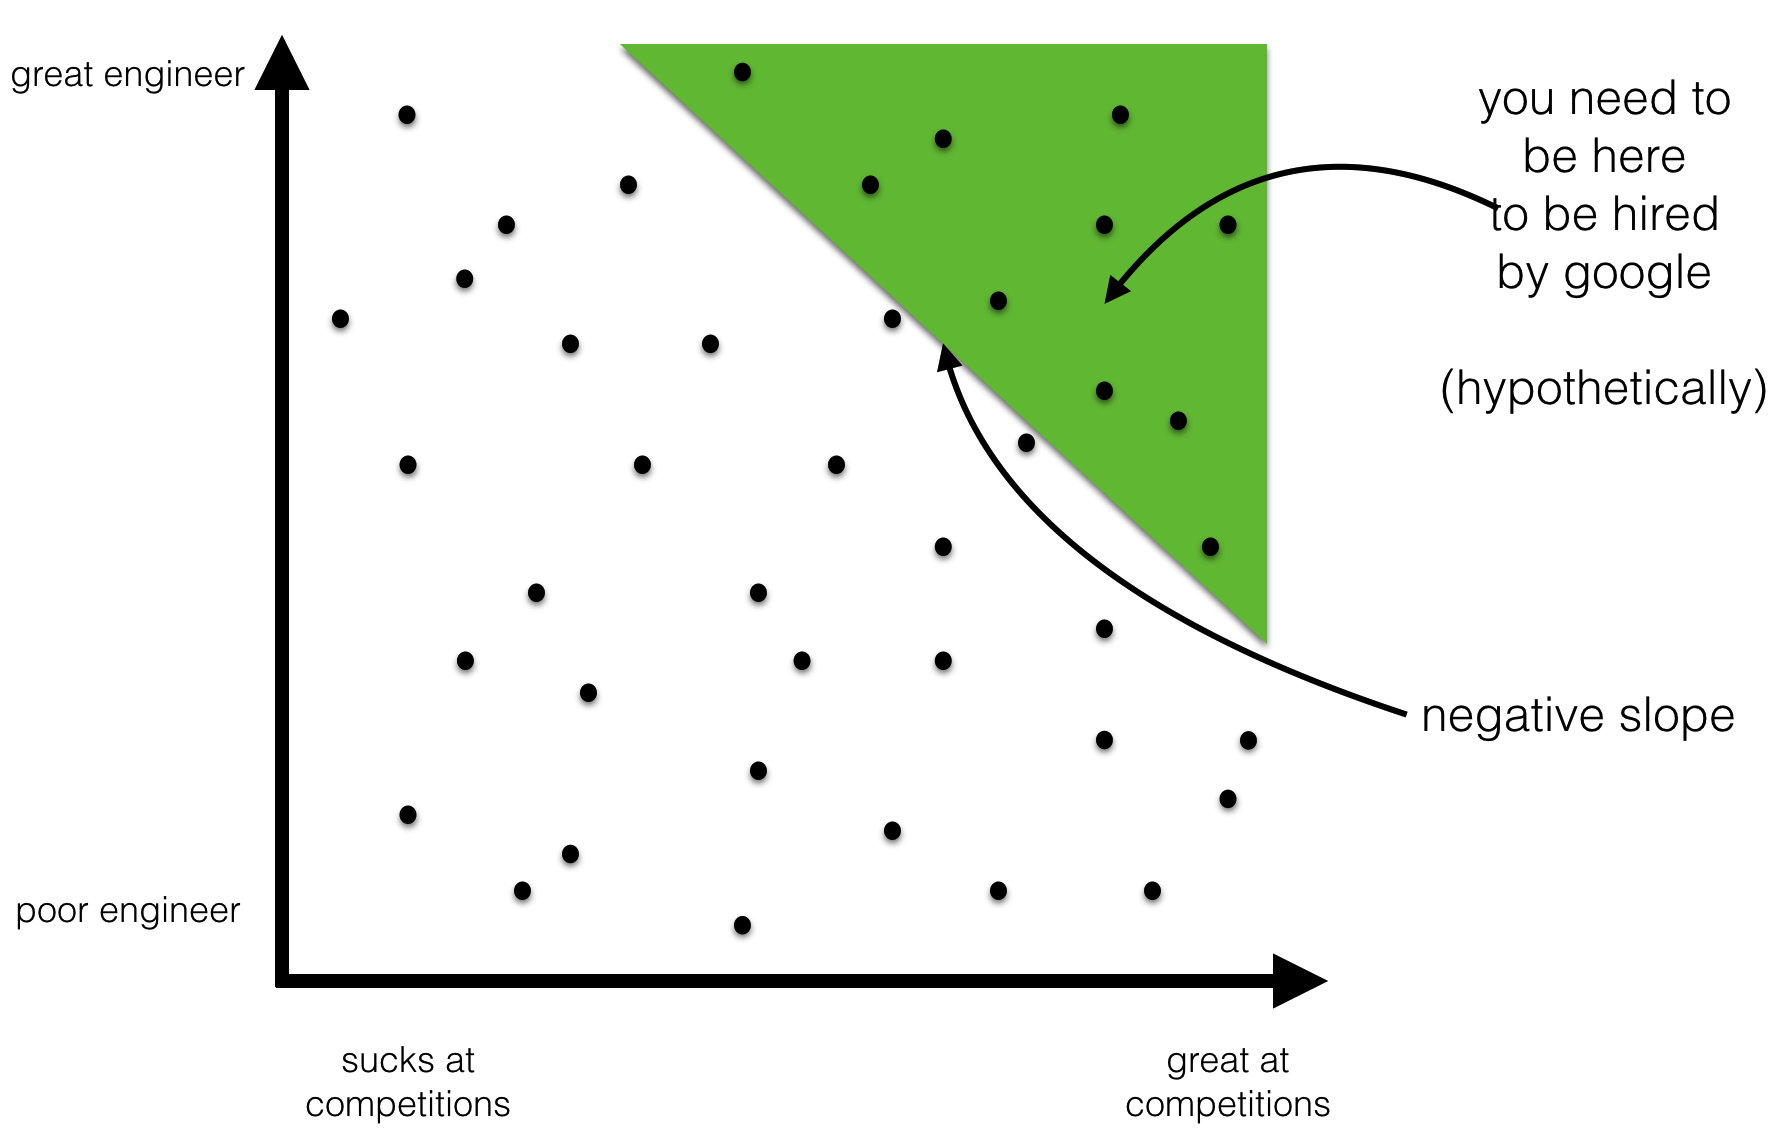 great engineer
you need to
be here
to be hired
by google
(hypothetically)
negative slope
poor engineer
sucks at
competitions
great at
competitions